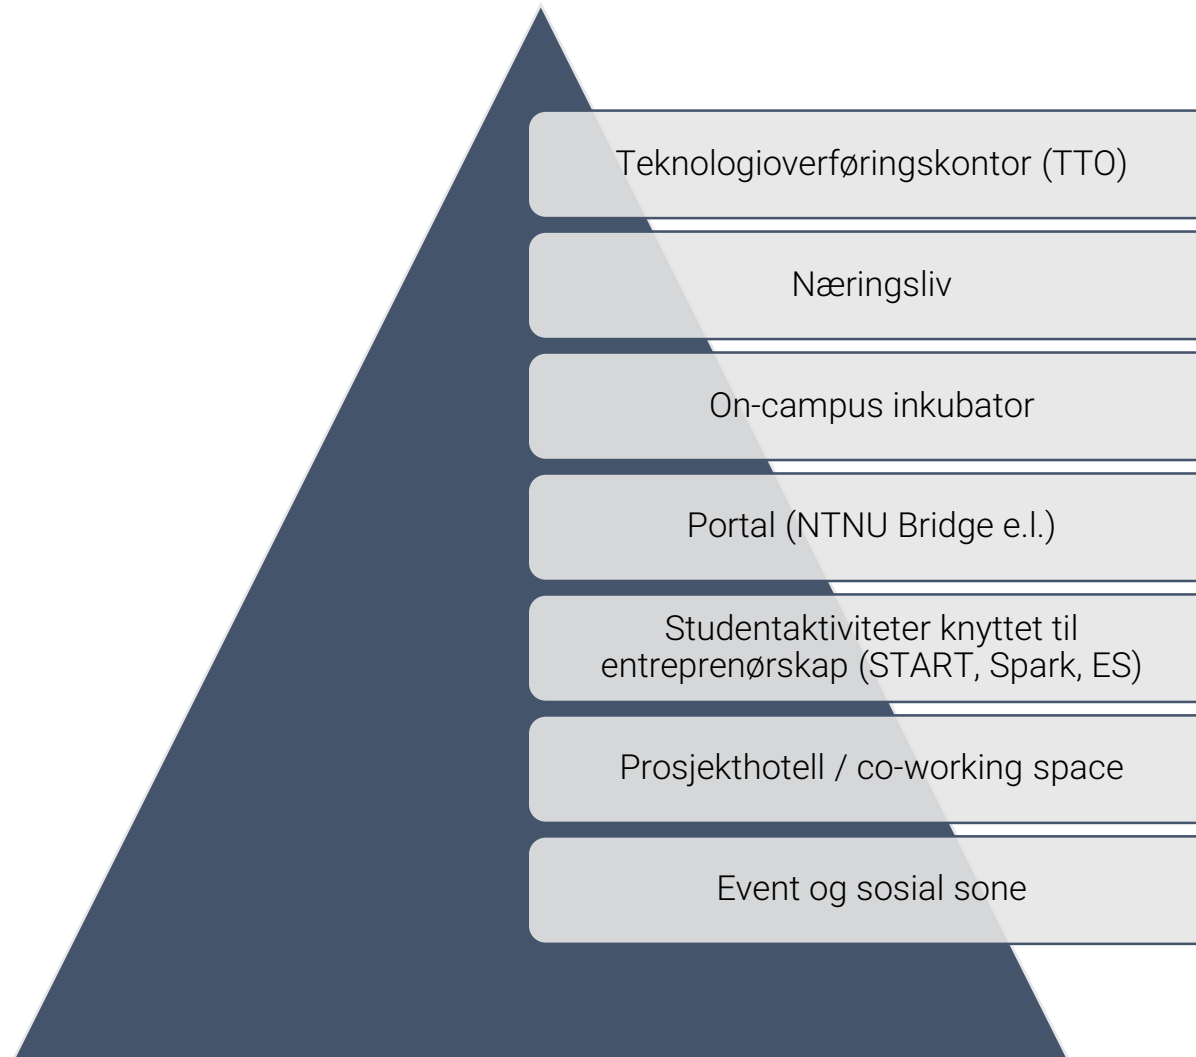 Teknologioverføringskontor (TTO)
Næringsliv
On-campus inkubator
Portal (NTNU Bridge e.l.)
Studentaktiviteter knyttet til
entreprenørskap (START, Spark, ES)
Prosjekthotell / co-working space
Event og sosial sone